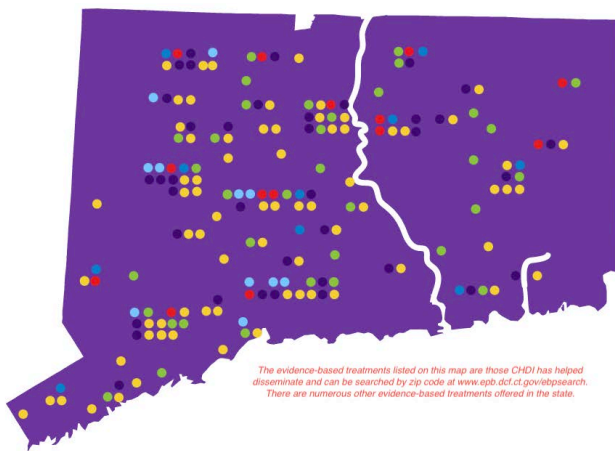 The evidence-based treatments listed on this map are those CHDI has helped
disseminate and can be searched by zip code at www.epb.dcf.ct.gov/ebpsearch.
There are numerous other evidence-based treatments offered in the state.